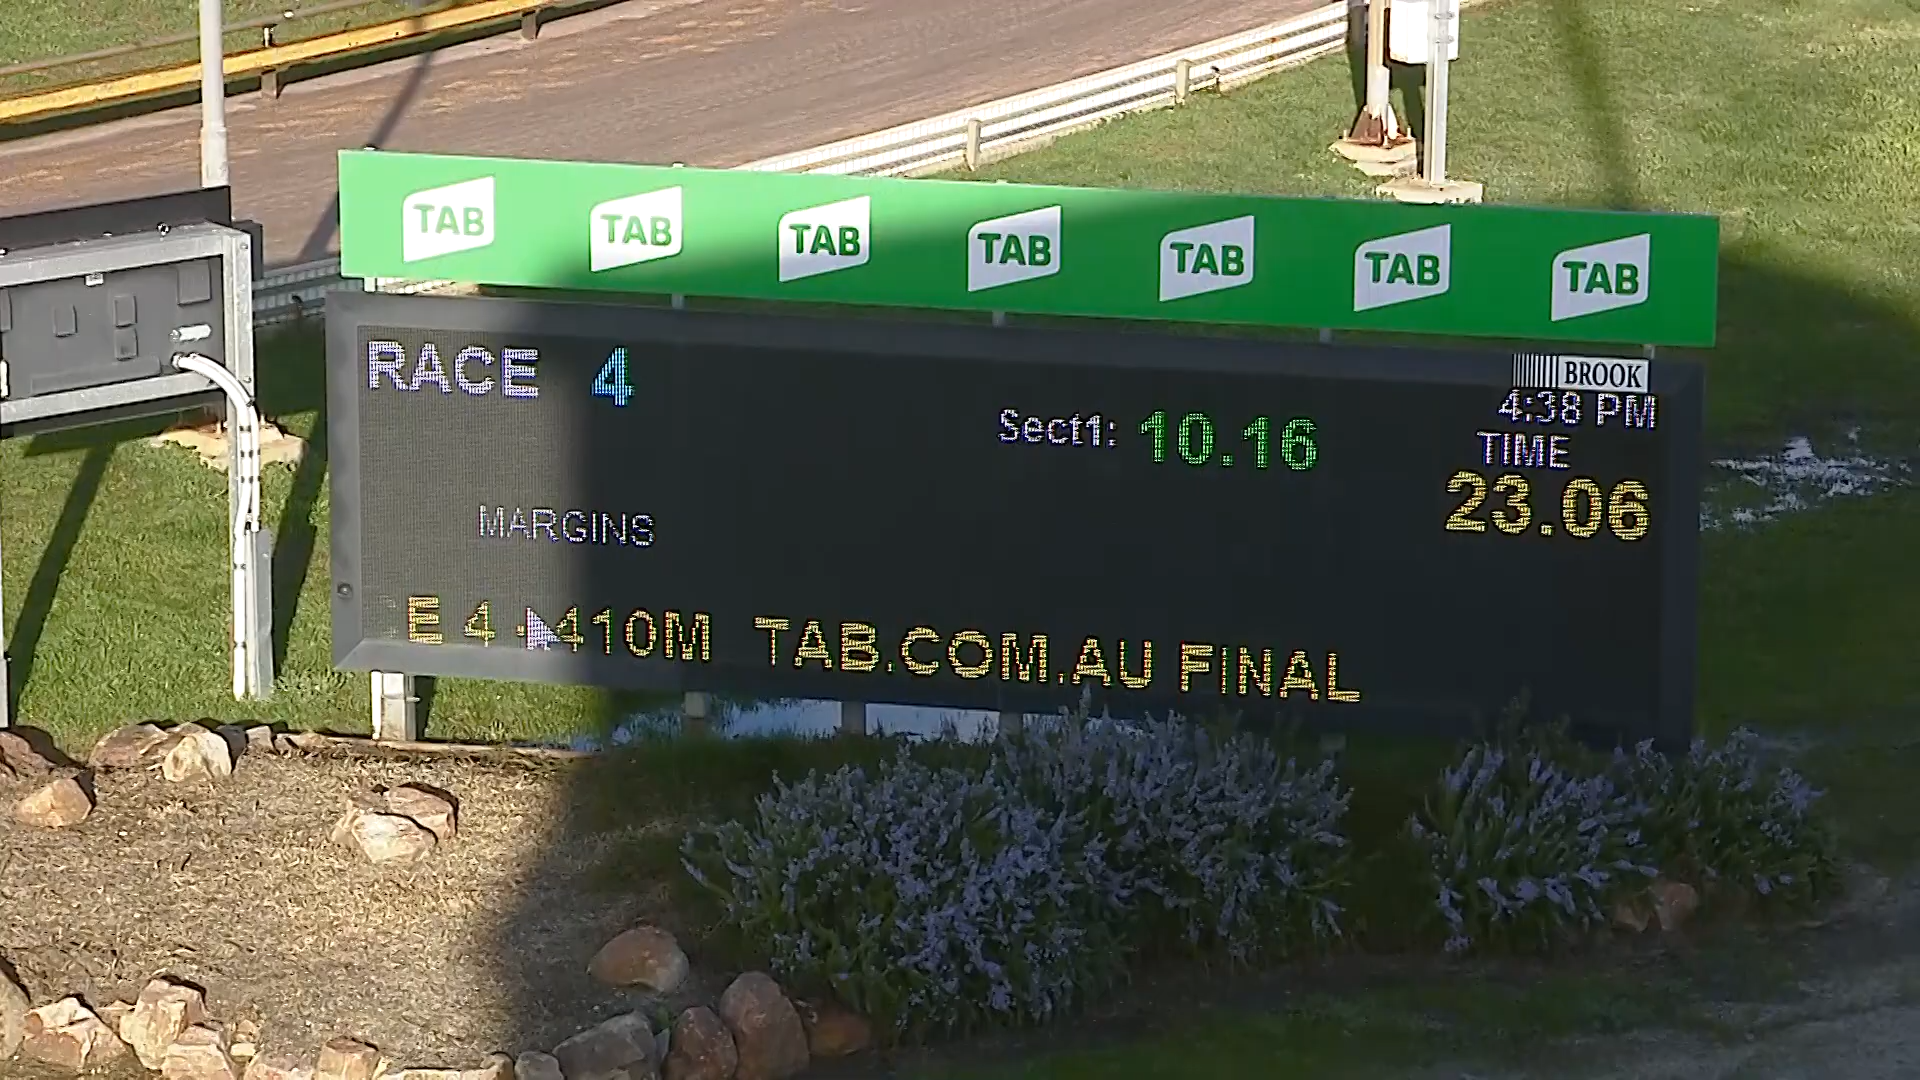 TAB TAB TAB TAB TAB TAB TAB
RACE 4
BROOK
4:38 PM
Sect1: 10.16
TIME
23.06
MARGINS
E 4 - 410M TAB.COM.AU FINAL